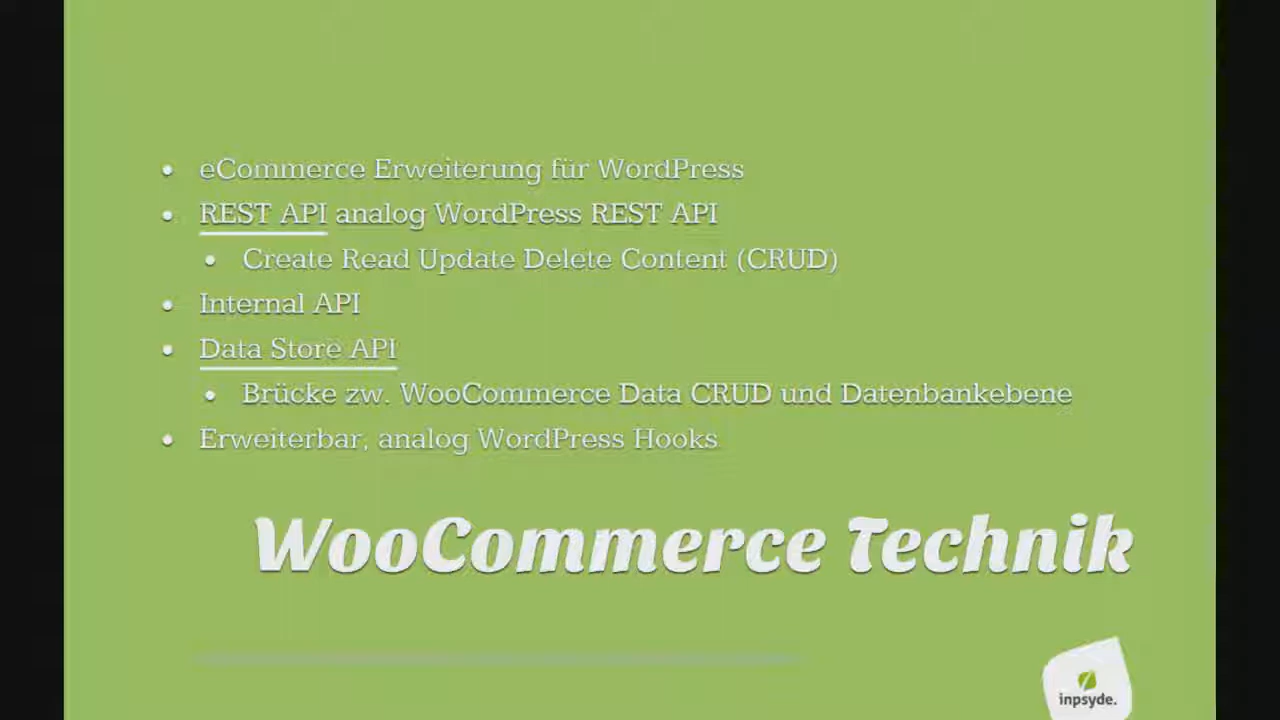 eCommerce Erweiterung für WordPress
REST API analog WordPress REST API
Create Read Update Delete Content (CRUD)
Internal API
Data Store API
Brücke zw. WooCommerce Data CRUD und Datenbankebene
Erweiterbar, analog WordPress Hooks
WooCommerce Technik
inpsyde.